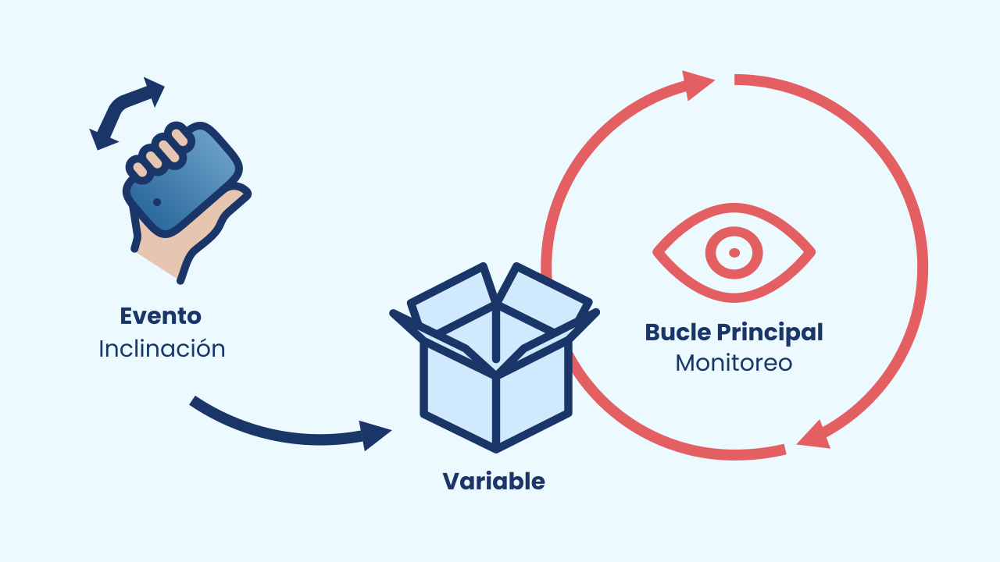 Evento
Inclinación
Variable
Bucle Principal
Monitoreo